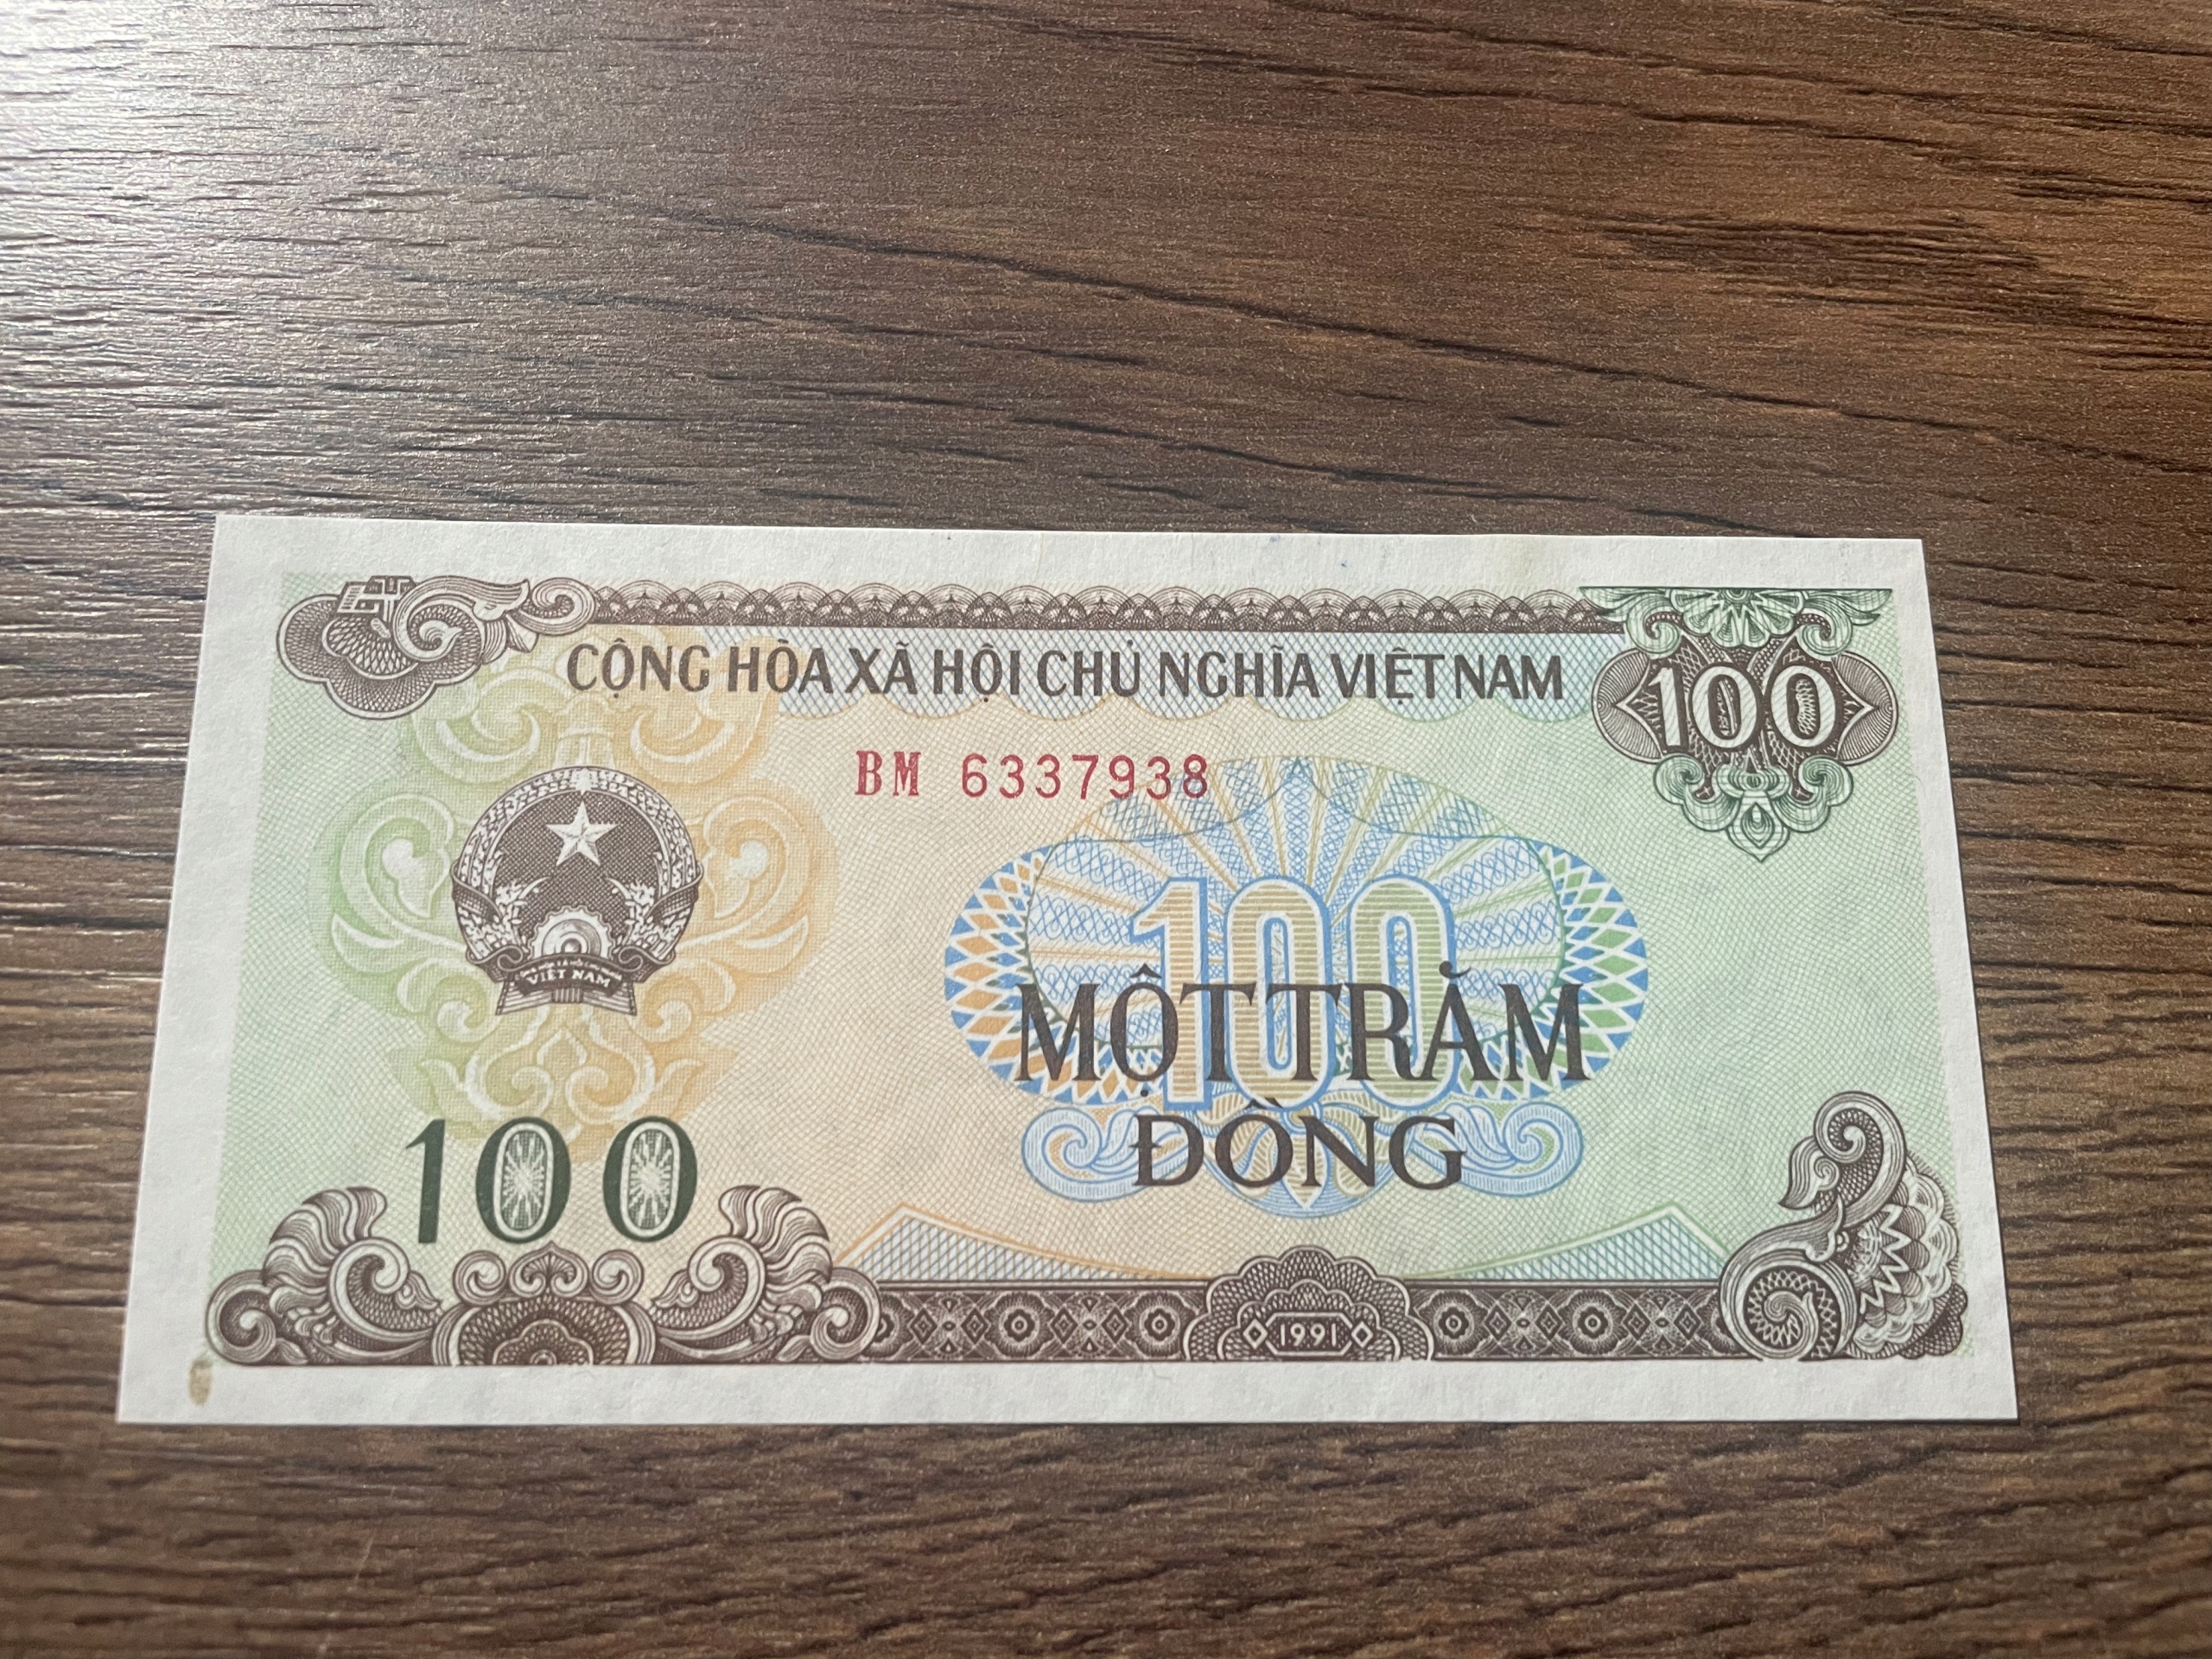 CỘNG HÒA XÃ HỘI CHỦ NGHĨA VIỆT NAM
100
BM 6337938
VIỆT NAM
100
MỘT TRĂM
ĐỒNG
100
1991